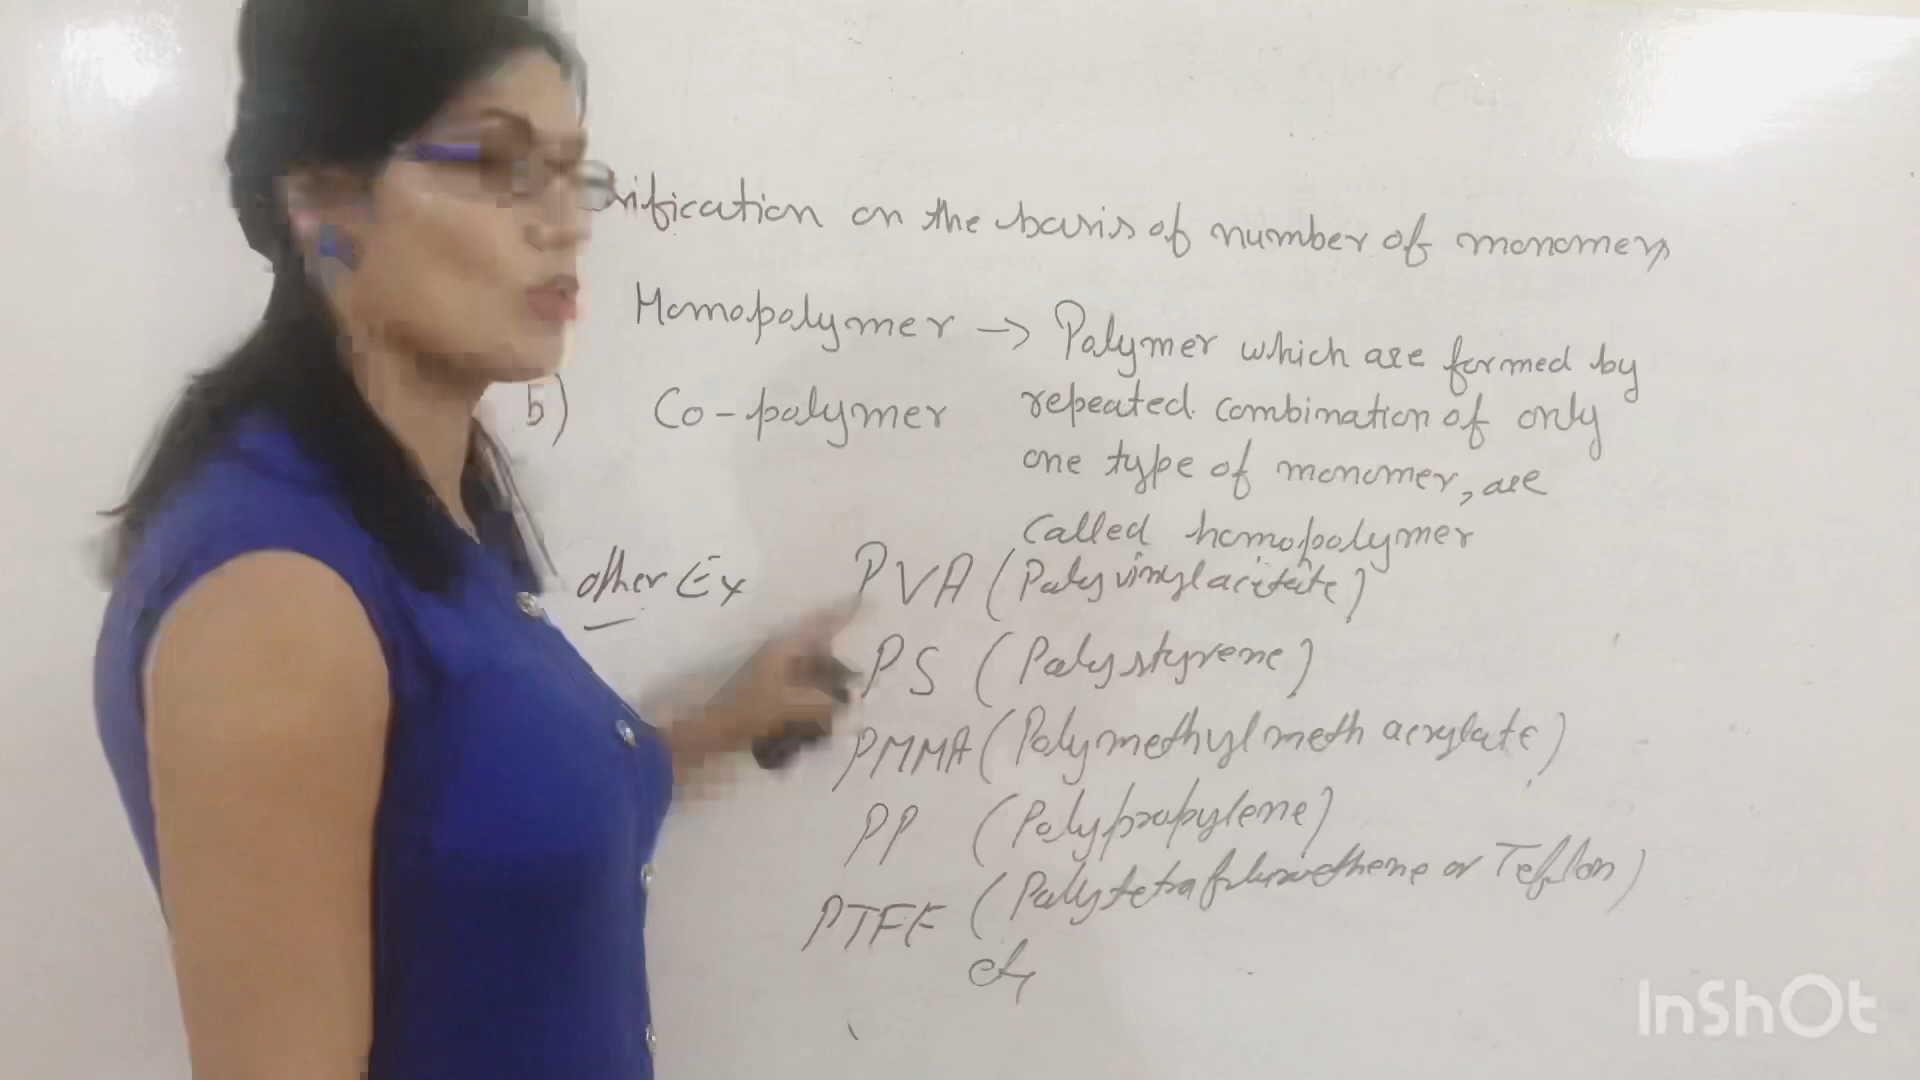 ification on the basis of number of monomers
Homopolymer → Polymer which are formed by
b) Co-polymer repeated combination of only
one type of monomer, are
called homopolymer
other Ex PVA (Polyvinylacetate)
PS (Polystyrene)
PMMA (Polymethylmeth acrylate)
PP (Polypropylene)
PTFE (Polytetrafluroethene or Teflon)
etc
InShOt